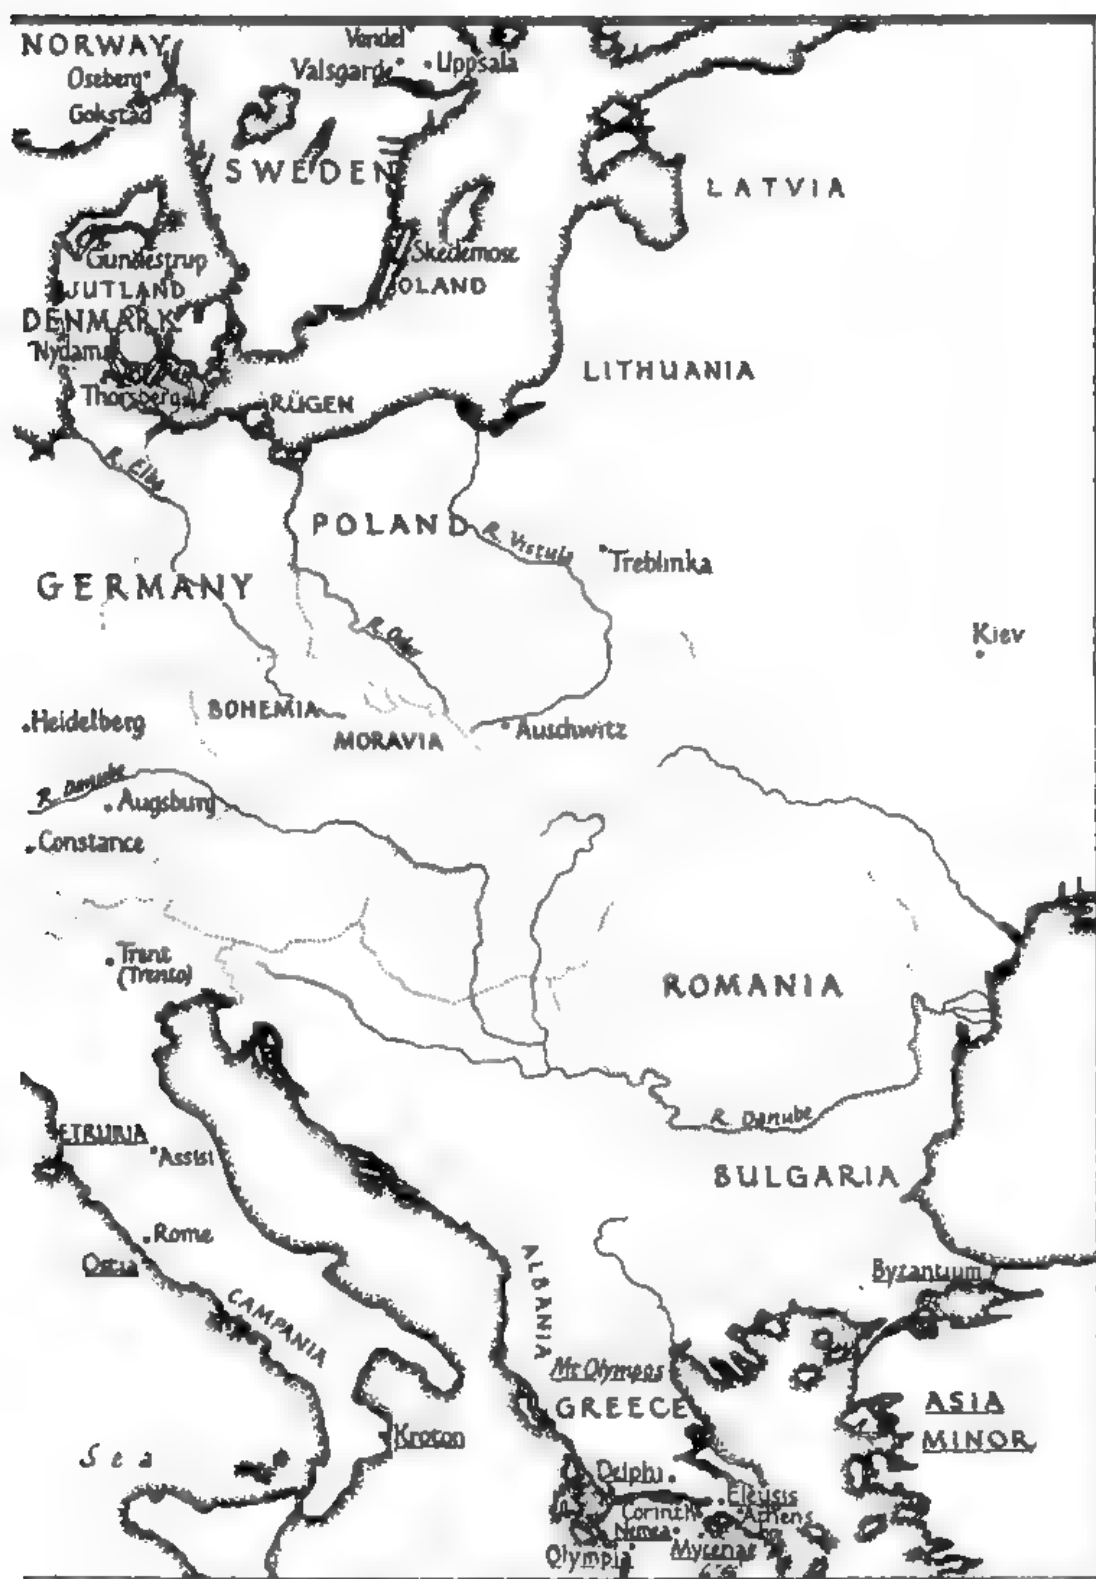 NORWAY
Oseberg
Gokstad
Vendel
Valsgarde
Uppsala
SWEDEN
LATVIA
Gundestrup
JUTLAND
DENMARK
Nydam
Thorsberg
Skedemose
OLAND
LITHUANIA
RÜGEN
R. Elbe
POLAND
R. Vistula
Treblinka
GERMANY
R. Oder
Kiev
BOHEMIA
Heidelberg
MORAVIA
Auschwitz
R. Danube
Augsburg
Constance
Trent
(Trento)
ROMANIA
R. Danube
ETRURIA
Assisi
BULGARIA
Rome
Ostia
ALBANIA
Byzantium
CAMPANIA
Mt Olympos
GREECE
ASIA
MINOR
Kroton
Sea
Delphi
Eleusis
Corinth
Athens
Nemea
Mycenae
Olympia